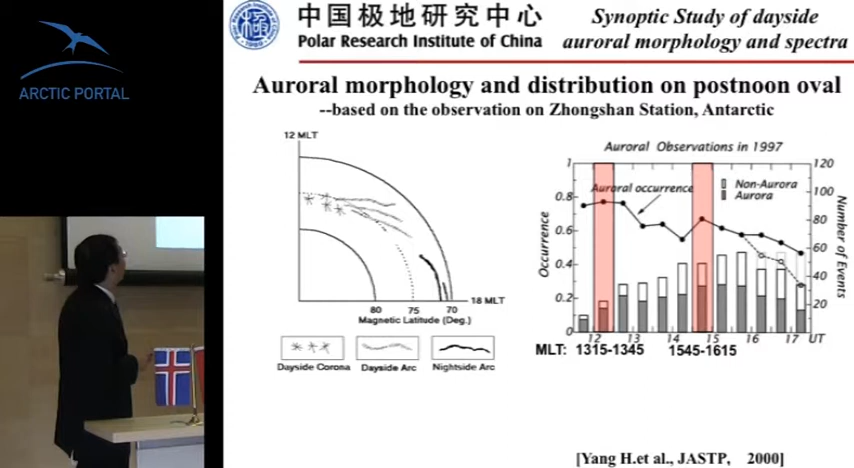 ARCTIC PORTAL
中国极地研究中心
Polar Research Institute of China
Synoptic Study of dayside
auroral morphology and spectra
Auroral morphology and distribution on postnoon oval
--based on the observation on Zhongshan Station, Antarctic
12 MLT
80 75 70
18 MLT
Magnetic Latitude (Deg.)
Dayside Corona Dayside Arc Nightside Arc
Auroral Observations in 1997
Auroral occurrence
Non-Aurora
Aurora
Occurrence
1
0.8
0.6
0.4
0.2
0
Number of Events
120
100
80
60
40
20
12 13 14 15 16 17 UT
MLT: 1315-1345 1545-1615
[Yang H.et al., JASTP, 2000]